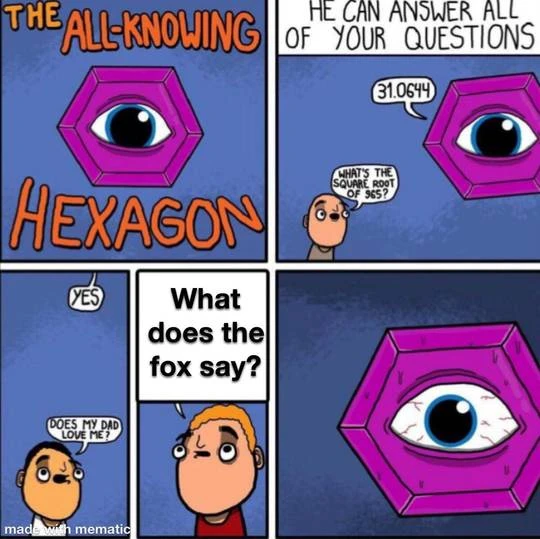 THE ALL-KNOWING
HEXAGON
HE CAN ANSWER ALL
OF YOUR QUESTIONS
31.0644
WHAT'S THE
SQUARE ROOT
OF 965?
YES
DOES MY DAD
LOVE ME?
What
does the
fox say?
made with mematic